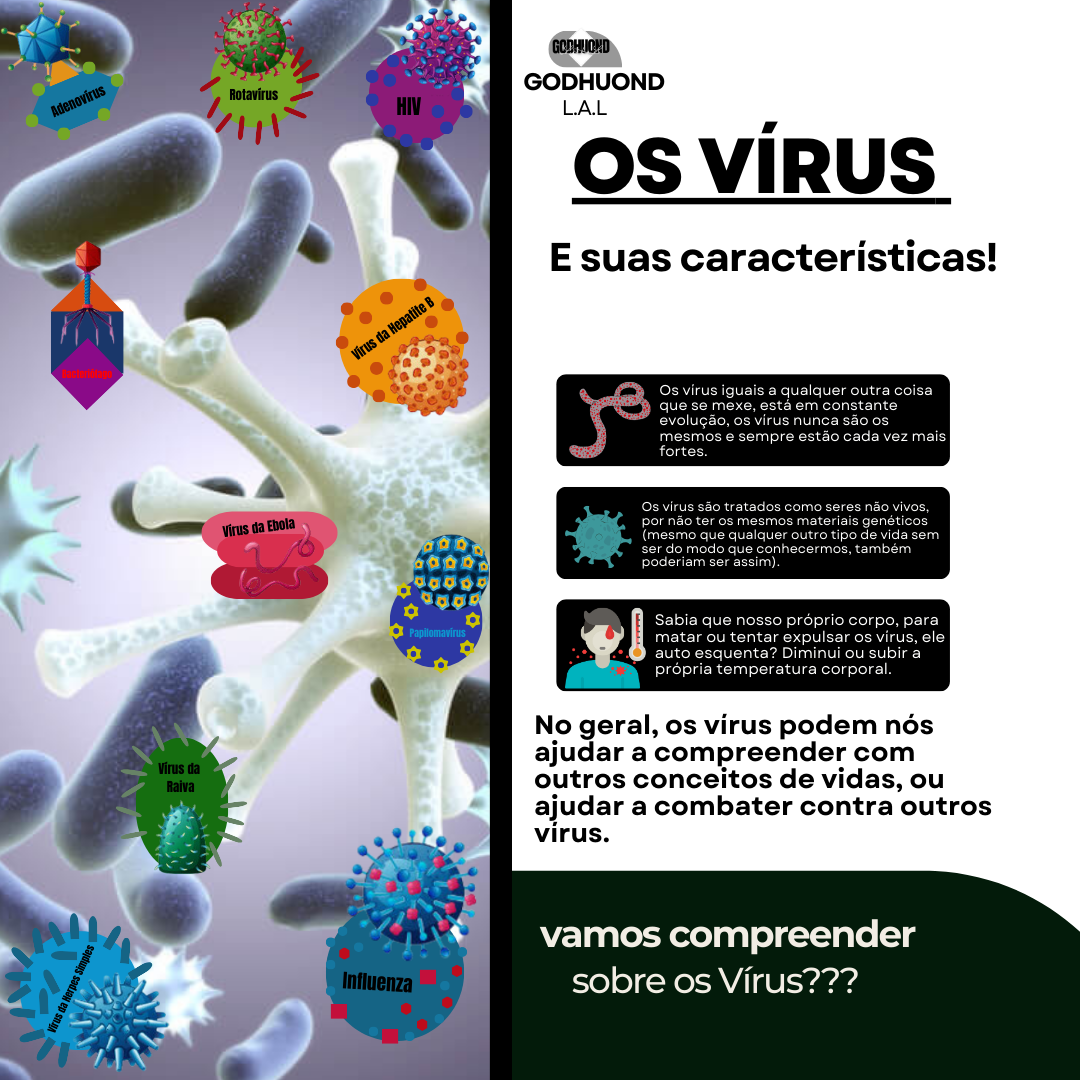 Adenovírus
Rotavírus
HIV
Bacteriófago
Vírus da Hepatite B
Vírus da Ebola
Papilomavírus
Vírus da
Raiva
Vírus da Herpes Simples
Influenza
GODHUOND
GODHUOND
L.A.L
OS VÍRUS
E suas características!
Os vírus iguais a qualquer outra coisa
que se mexe, está em constante
evolução, os vírus nunca são os
mesmos e sempre estão cada vez mais
fortes.
Os vírus são tratados como seres não vivos,
por não ter os mesmos materiais genéticos
(mesmo que qualquer outro tipo de vida sem
ser do modo que conhecermos, também
poderiam ser assim).
Sabia que nosso próprio corpo, para
matar ou tentar expulsar os vírus, ele
auto esquenta? Diminui ou subir a
própria temperatura corporal.
No geral, os vírus podem nós
ajudar a compreender com
outros conceitos de vidas, ou
ajudar a combater contra outros
vírus.
vamos compreender
sobre os Vírus???